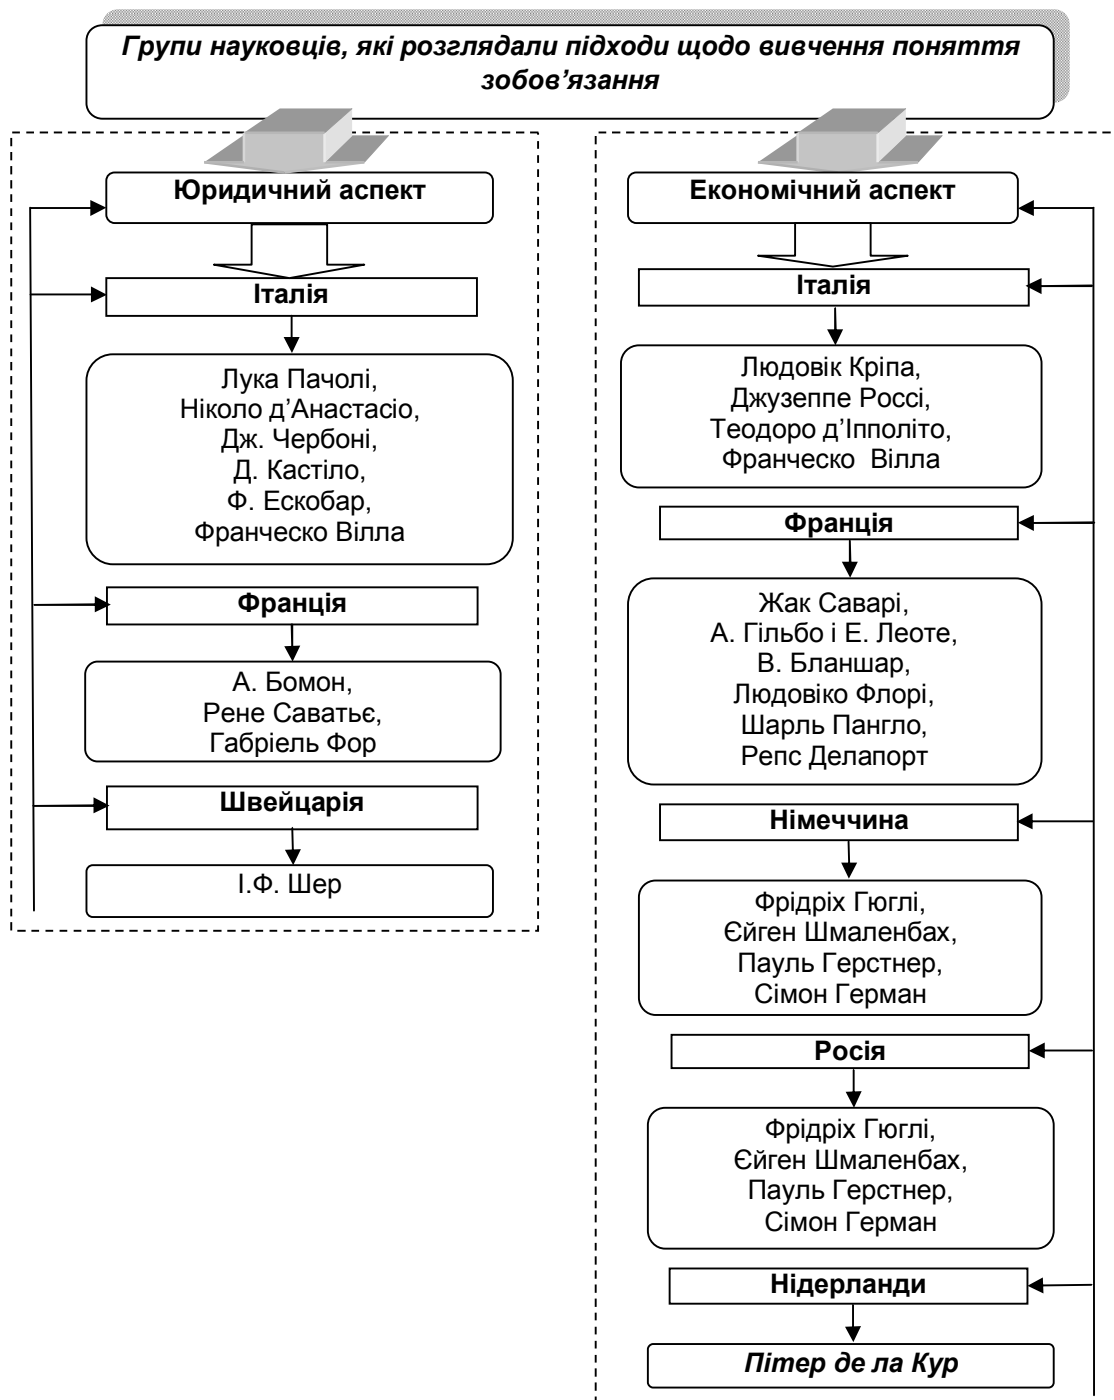 Групи науковців, які розглядали підходи щодо вивчення поняття
зобов’язання
Юридичний аспект
Італія
Лука Пачолі,
Ніколо д’Анастасіо,
Дж. Чербоні,
Д. Кастіло,
Ф. Ескобар,
Франческо Вілла
Франція
А. Бомон,
Рене Саватьє,
Габріель Фор
Швейцарія
І.Ф. Шер
Економічний аспект
Італія
Людовік Кріпа,
Джузеппе Россі,
Теодоро д’Іпполіто,
Франческо Вілла
Франція
Жак Саварі,
А. Гільбо і Е. Леоте,
В. Бланшар,
Людовіко Флорі,
Шарль Пангло,
Репс Делапорт
Німеччина
Фрідріх Гюглі,
Єйген Шмаленбах,
Пауль Герстнер,
Сімон Герман
Росія
Фрідріх Гюглі,
Єйген Шмаленбах,
Пауль Герстнер,
Сімон Герман
Нідерланди
Пітер де ла Кур